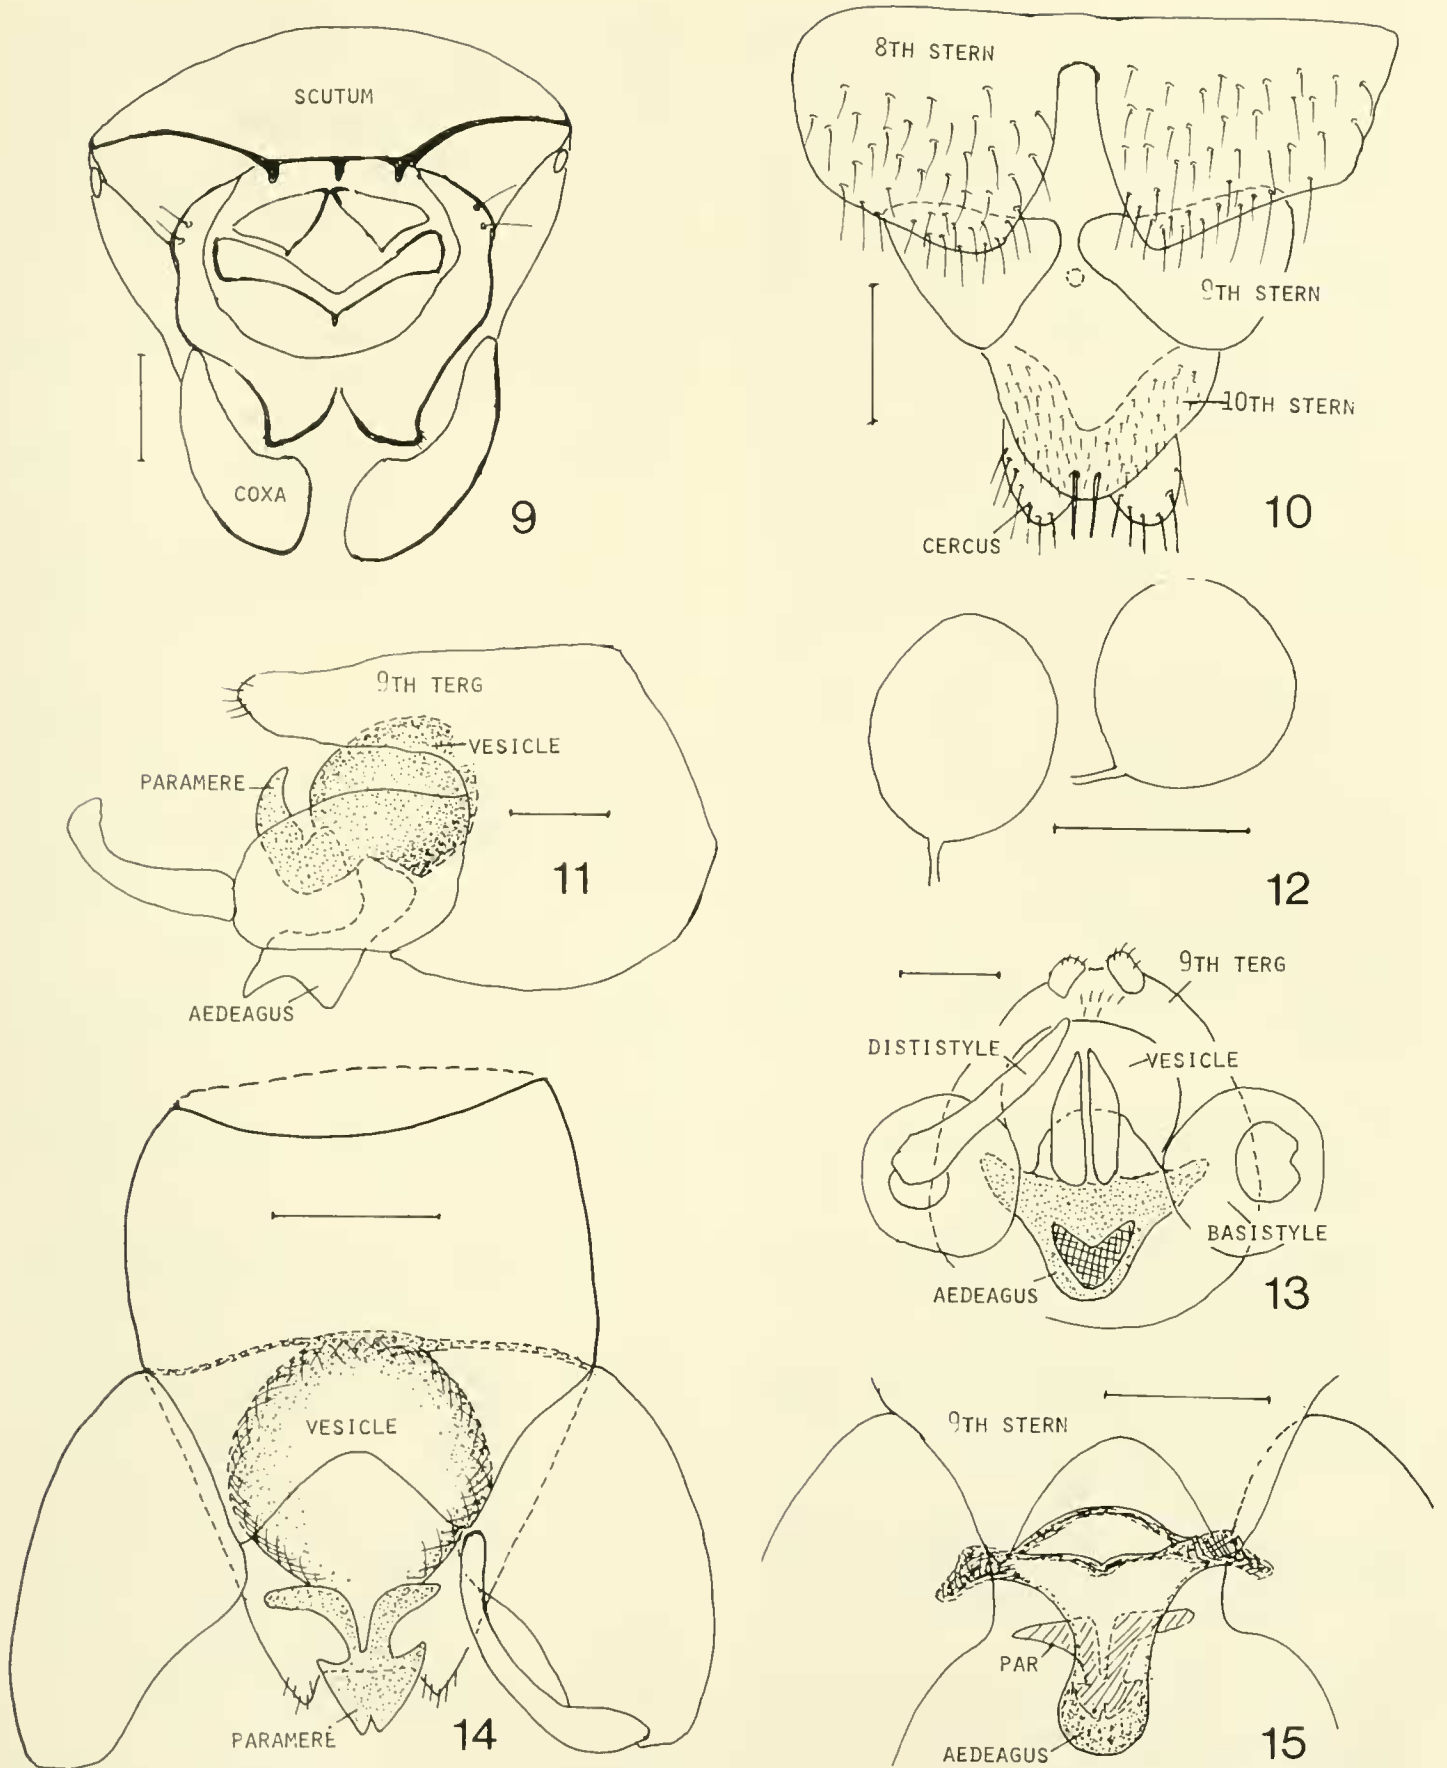 SCUTUM
COXA
9
8TH STERN
9TH STERN
10TH STERN
CERCUS
10
9TH TERG
VESICLE
PARAMERE
AEDEAGUS
11
12
9TH TERG
DISTISTYLE
VESICLE
BASISTYLE
AEDEAGUS
13
VESICLE
PARAMERE
14
9TH STERN
PAR
AEDEAGUS
15